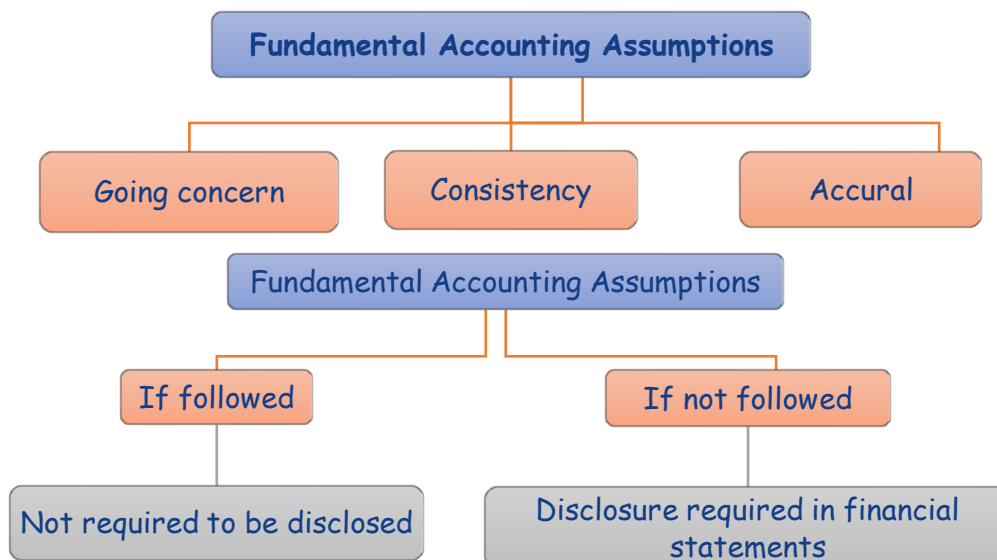 Fundamental Accounting Assumptions
Going concern
Consistency
Accural
Fundamental Accounting Assumptions
If followed
If not followed
Not required to be disclosed
Disclosure required in financial
statements